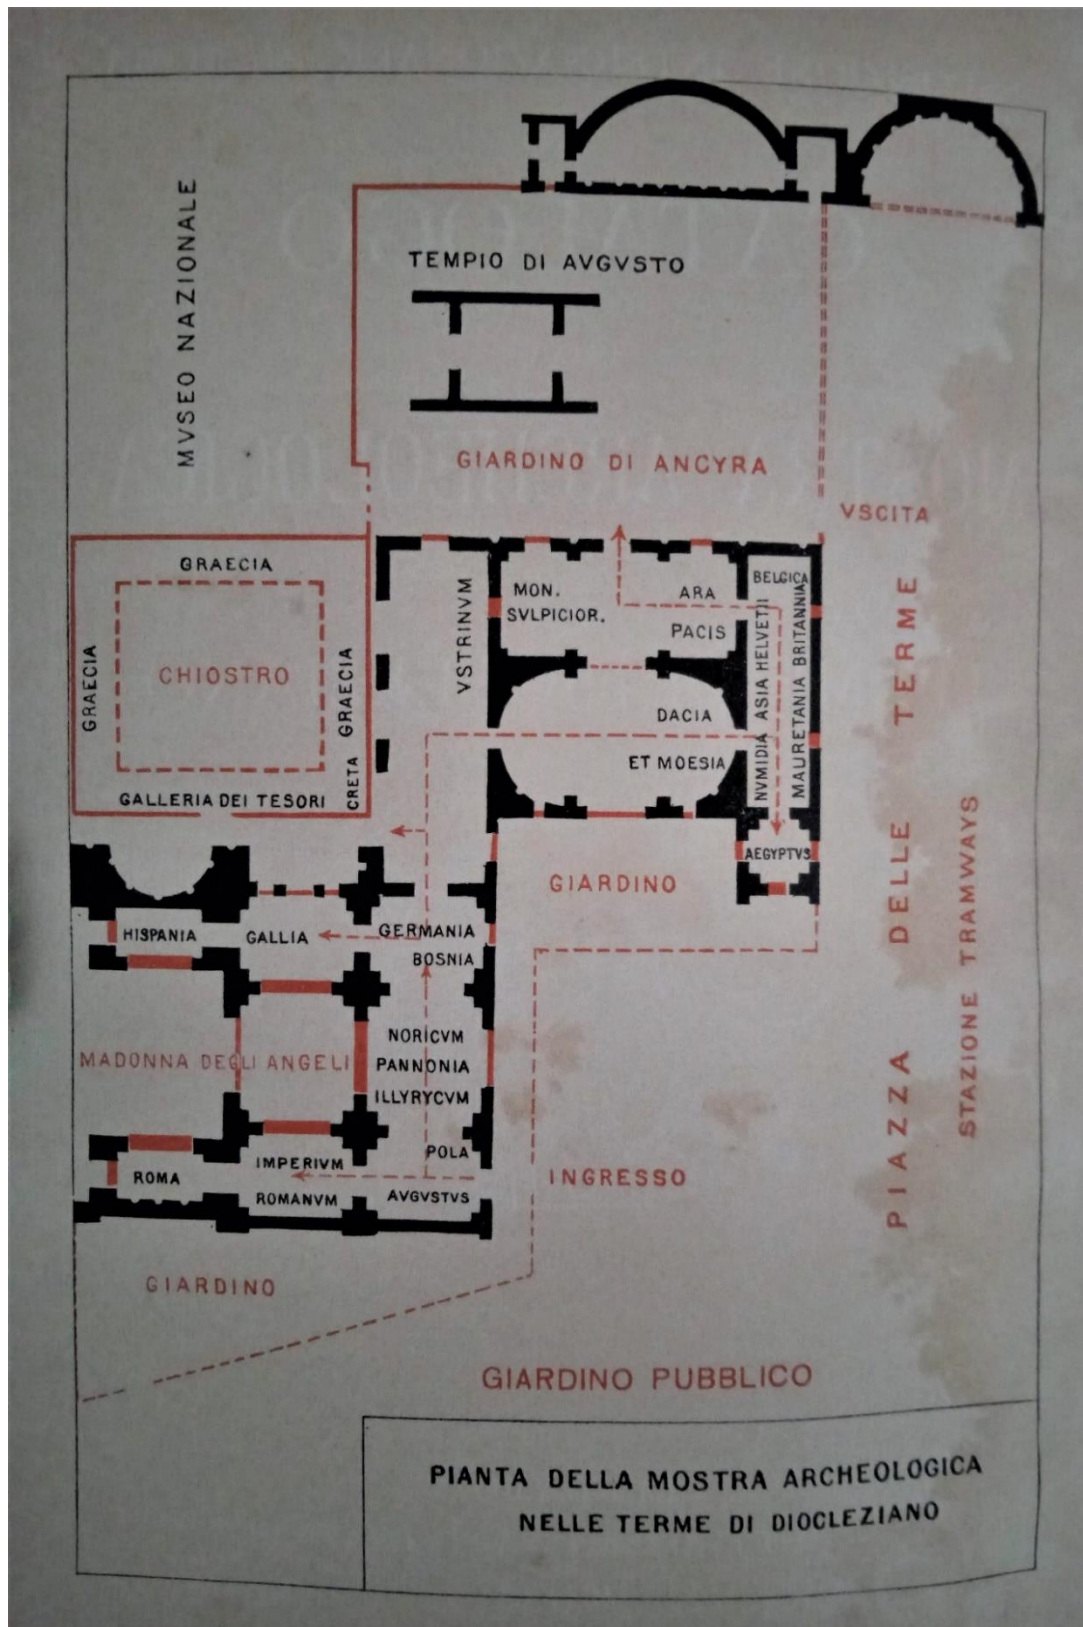 MVSEO NAZIONALE
TEMPIO DI AVGVSTO
GIARDINO DI ANCYRA
VSCITA
GRAECIA
GRAECIA
CHIOSTRO
GRAECIA
CRETA
GALLERIA DEI TESORI
VSTRINVM
MON.
SVLPICIOR.
ARA
PACIS
BELGICA
NVMIDIA ASIA HELVETII
MAURETANIA BRITANNIA
DACIA
ET MOESIA
AEGYPTVS
GIARDINO
PIAZZA DELLE TERME
STAZIONE TRAMWAYS
HISPANIA
GALLIA
GERMANIA
BOSNIA
NORICVM
PANNONIA
ILLYRYCVM
MADONNA DEGLI ANGELI
POLA
IMPERIVM
ROMANVM
ROMA
AVGVSTVS
INGRESSO
GIARDINO
GIARDINO PUBBLICO
PIANTA DELLA MOSTRA ARCHEOLOGICA
NELLE TERME DI DIOCLEZIANO